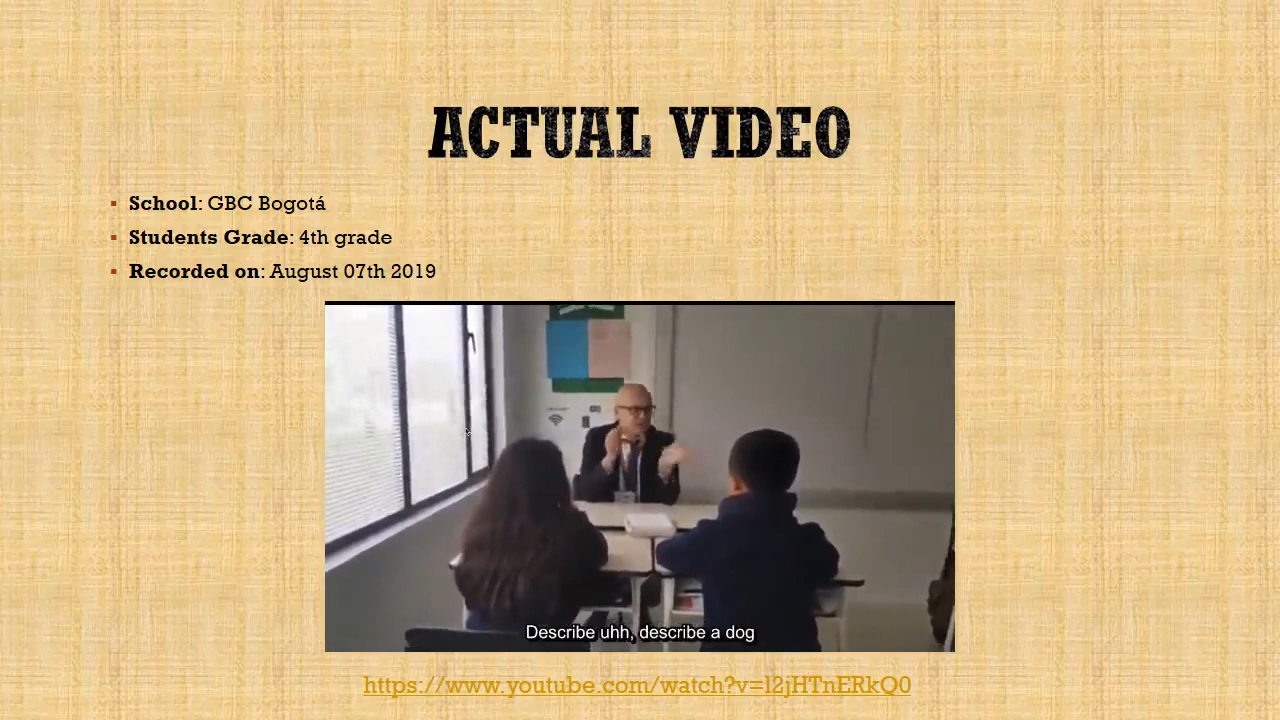 ACTUAL VIDEO
School: GBC Bogotá
Students Grade: 4th grade
Recorded on: August 07th 2019
Describe uhh, describe a dog
https://www.youtube.com/watch?v=l2jHTnERkQ0